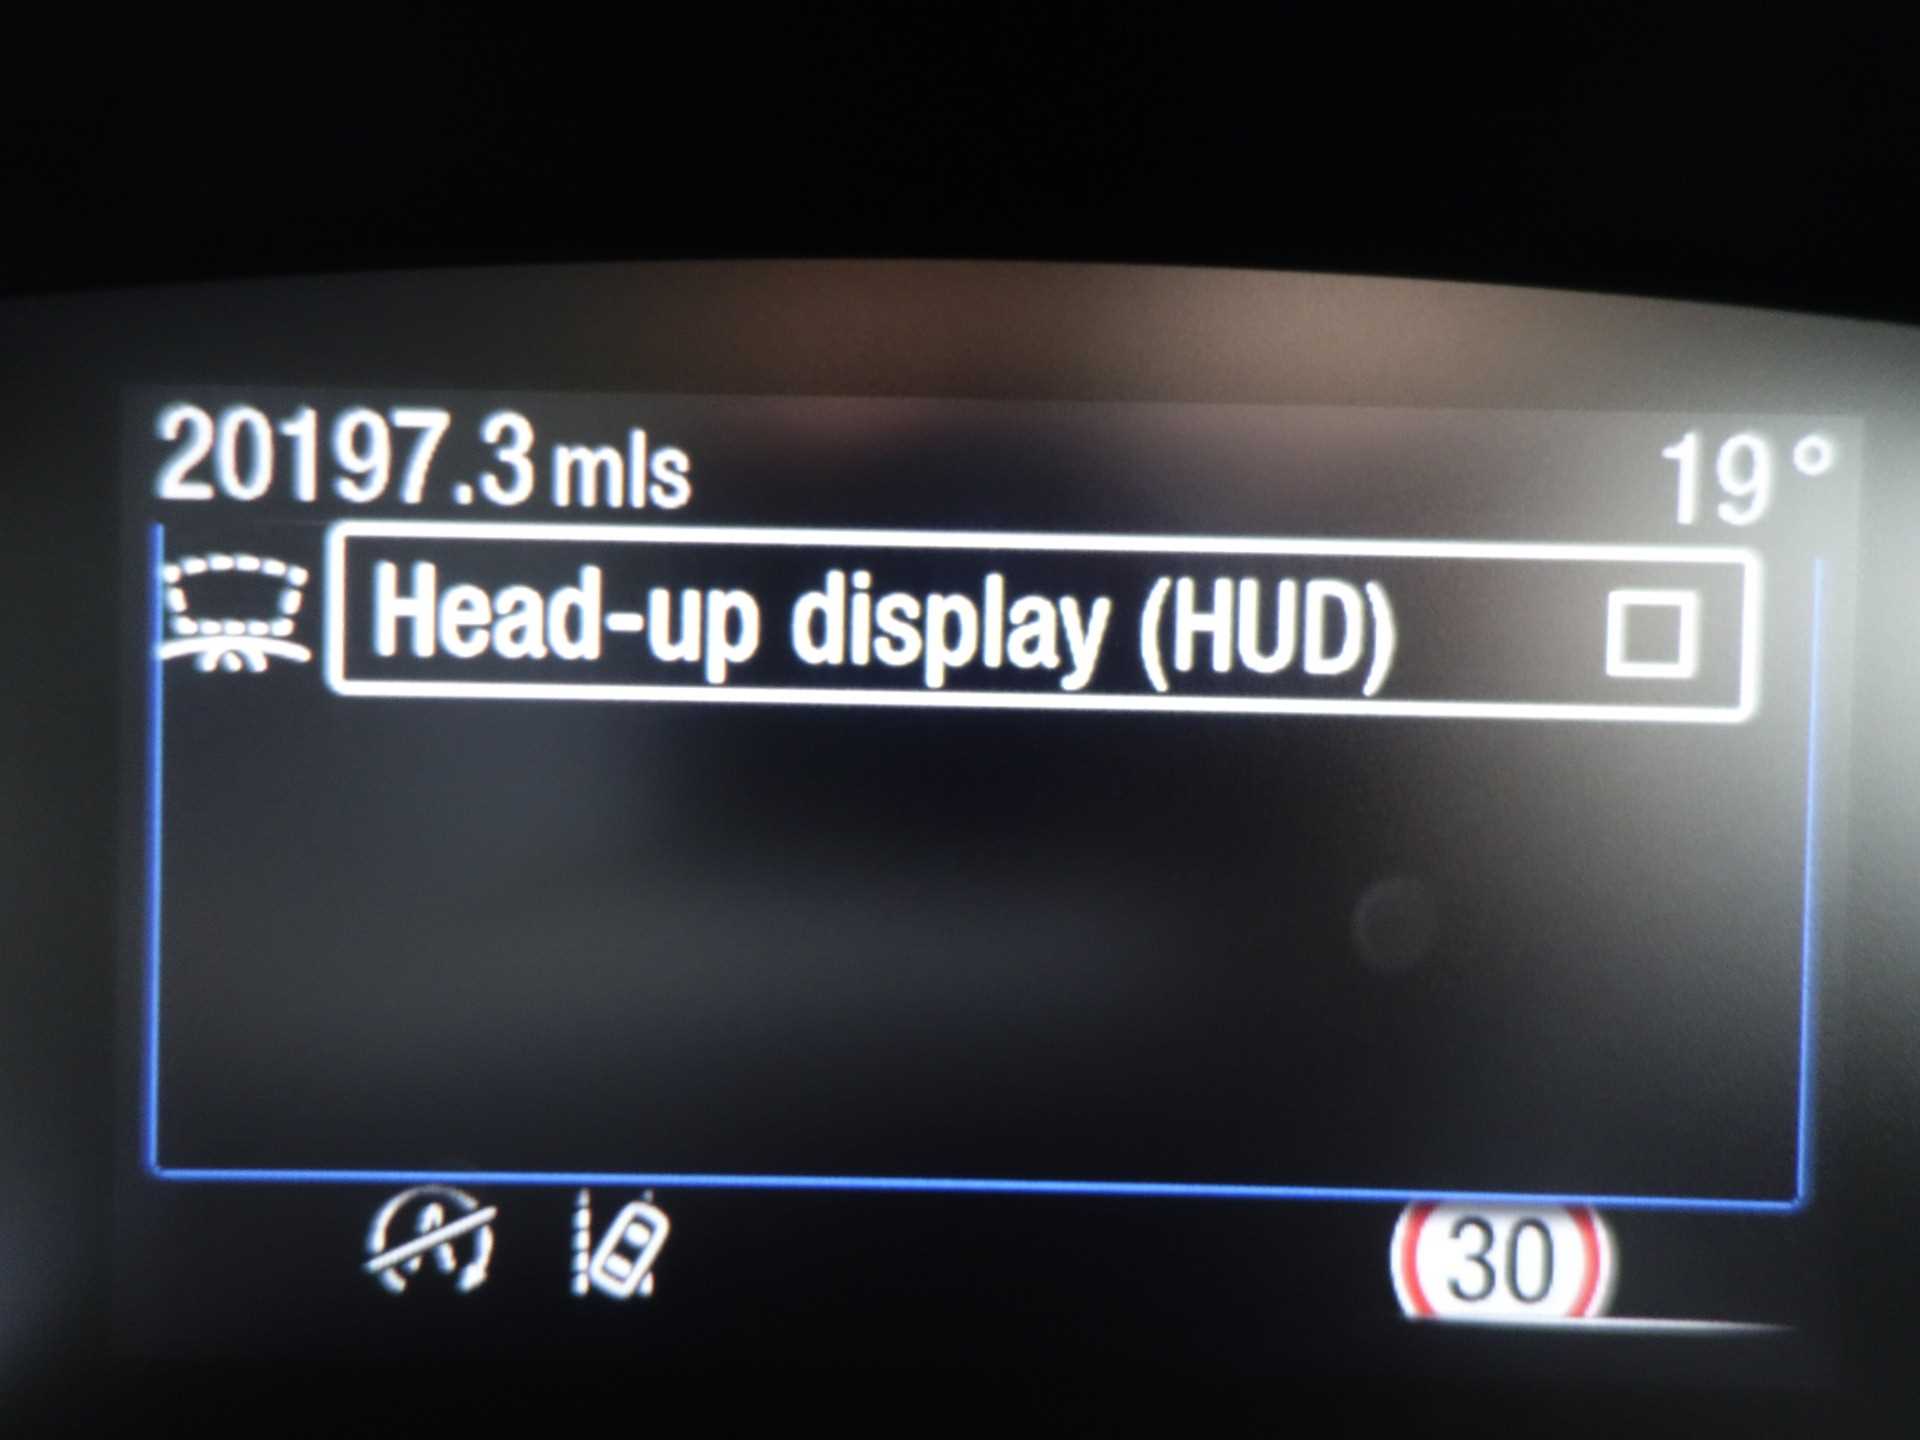 20197.3 mls 19°
Head-up display (HUD)
A
30